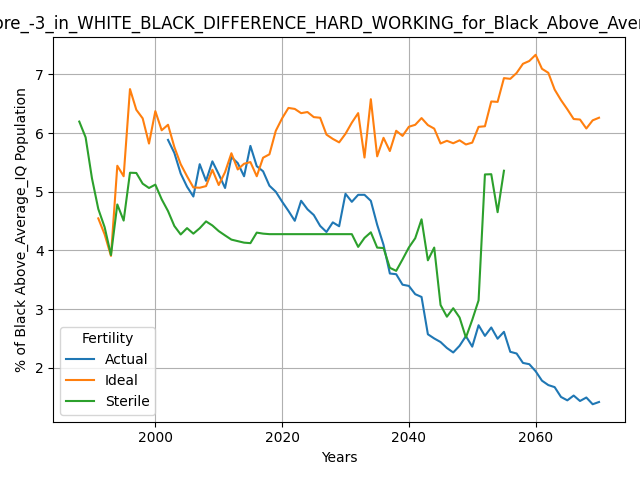 ore_-3_in_WHITE_BLACK_DIFFERENCE_HARD_WORKING_for_Black_Above_Aver
% of Black Above_Average_IQ Population
7
6
5
4
3
2
Fertility
Actual
Ideal
Sterile
2000
2020
2040
2060
Years